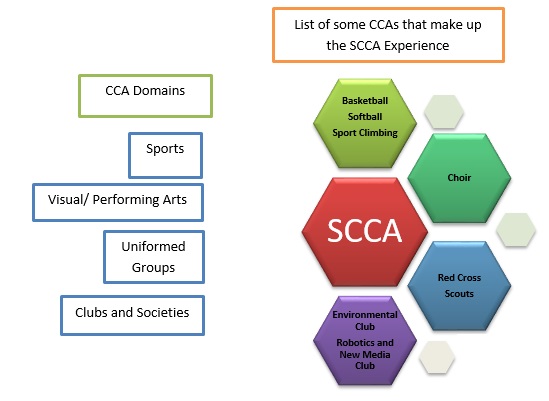 List of some CCAs that make up
the SCCA Experience
CCA Domains
Basketball
Softball
Sport Climbing
Sports
Choir
Visual/ Performing Arts
SCCA
Uniformed
Groups
Red Cross
Scouts
Clubs and Societies
Environmental
Club
Robotics and
New Media
Club